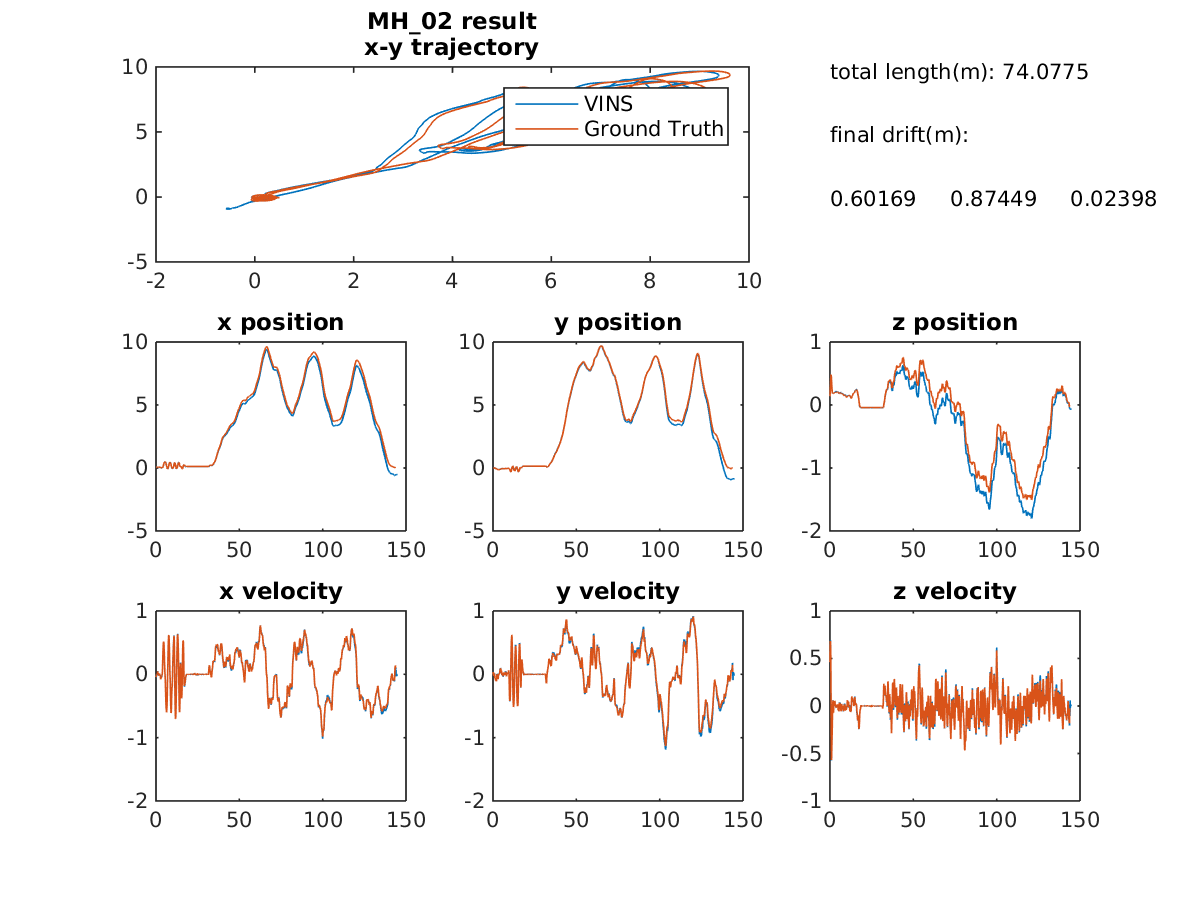 MH_02 result
x-y trajectory
10
5
0
-5
-2 0 2 4 6 8 10
VINS
Ground Truth
total length(m): 74.0775
final drift(m):
0.60169 0.87449 0.02398
x position
10
5
0
-5
0 50 100 150
y position
10
5
0
-5
0 50 100 150
z position
1
0
-1
-2
0 50 100 150
x velocity
1
0
-1
-2
0 50 100 150
y velocity
1
0
-1
-2
0 50 100 150
z velocity
1
0.5
0
-0.5
-1
0 50 100 150